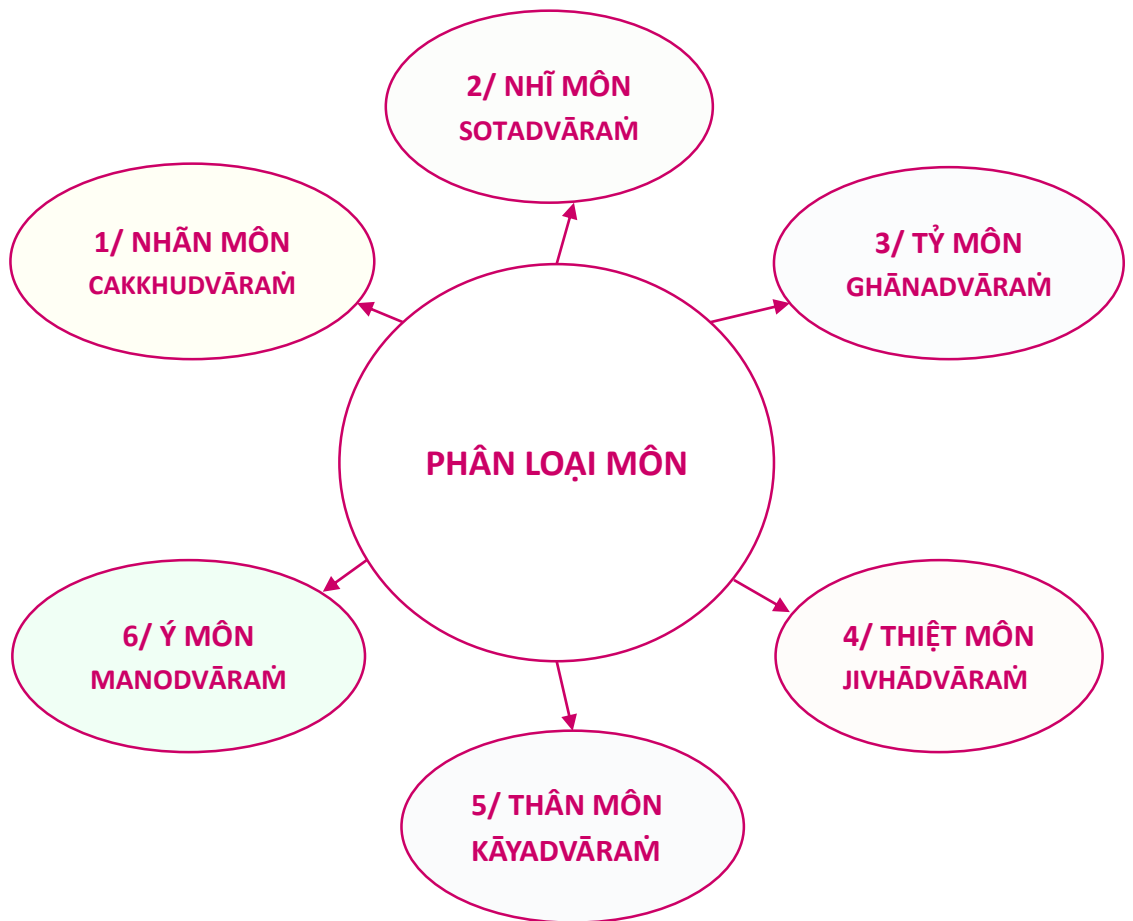 PHÂN LOẠI MÔN
1/ NHÃN MÔN
CAKKHUDVĀRAṀ
2/ NHĨ MÔN
SOTADVĀRAṀ
3/ TỶ MÔN
GHĀNADVĀRAṀ
4/ THIỆT MÔN
JIVHĀDVĀRAṀ
5/ THÂN MÔN
KĀYADVĀRAṀ
6/ Ý MÔN
MANODVĀRAṀ